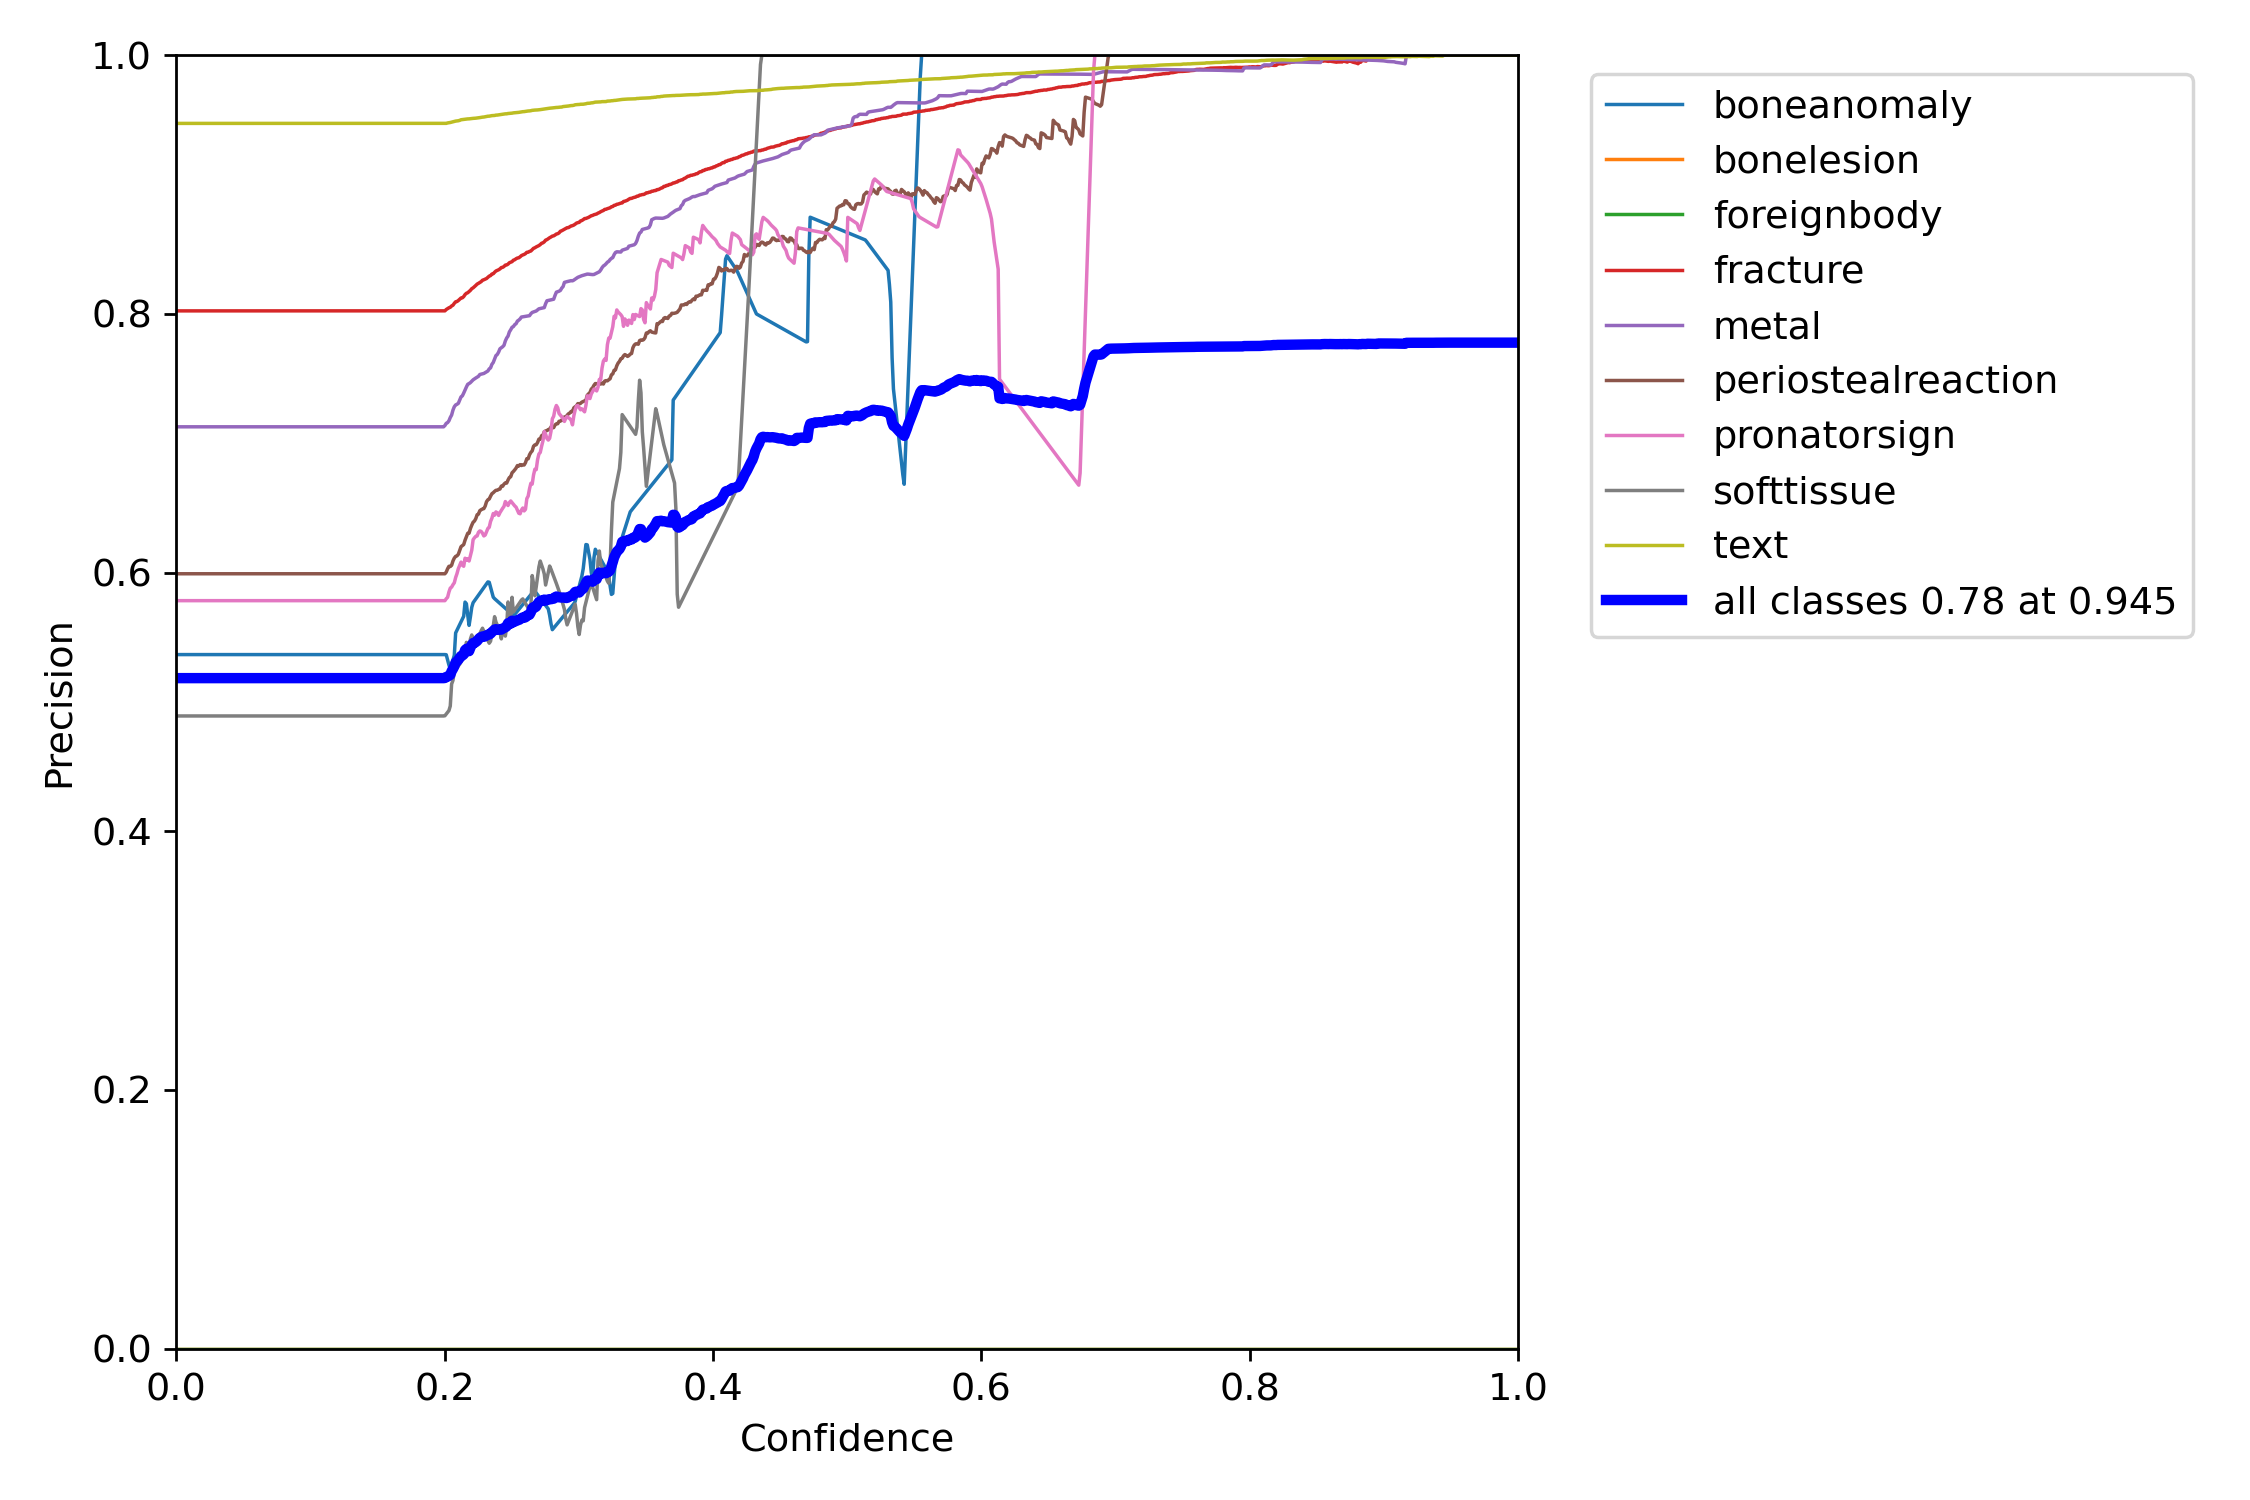 1.0
0.8
0.6
0.4
0.2
0.0
0.0 0.2 0.4 0.6 0.8 1.0
Precision
Confidence
boneanomaly
bonelesion
foreignbody
fracture
metal
periostealreaction
pronatorsign
softtissue
text
all classes 0.78 at 0.945